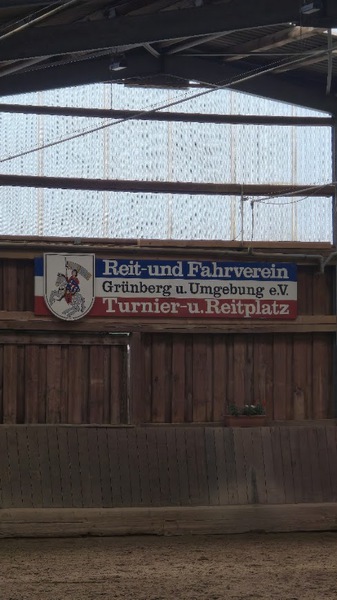 Reit-und Fahrverein
Grünberg u. Umgebung e.V.
Turnier-u. Reitplatz